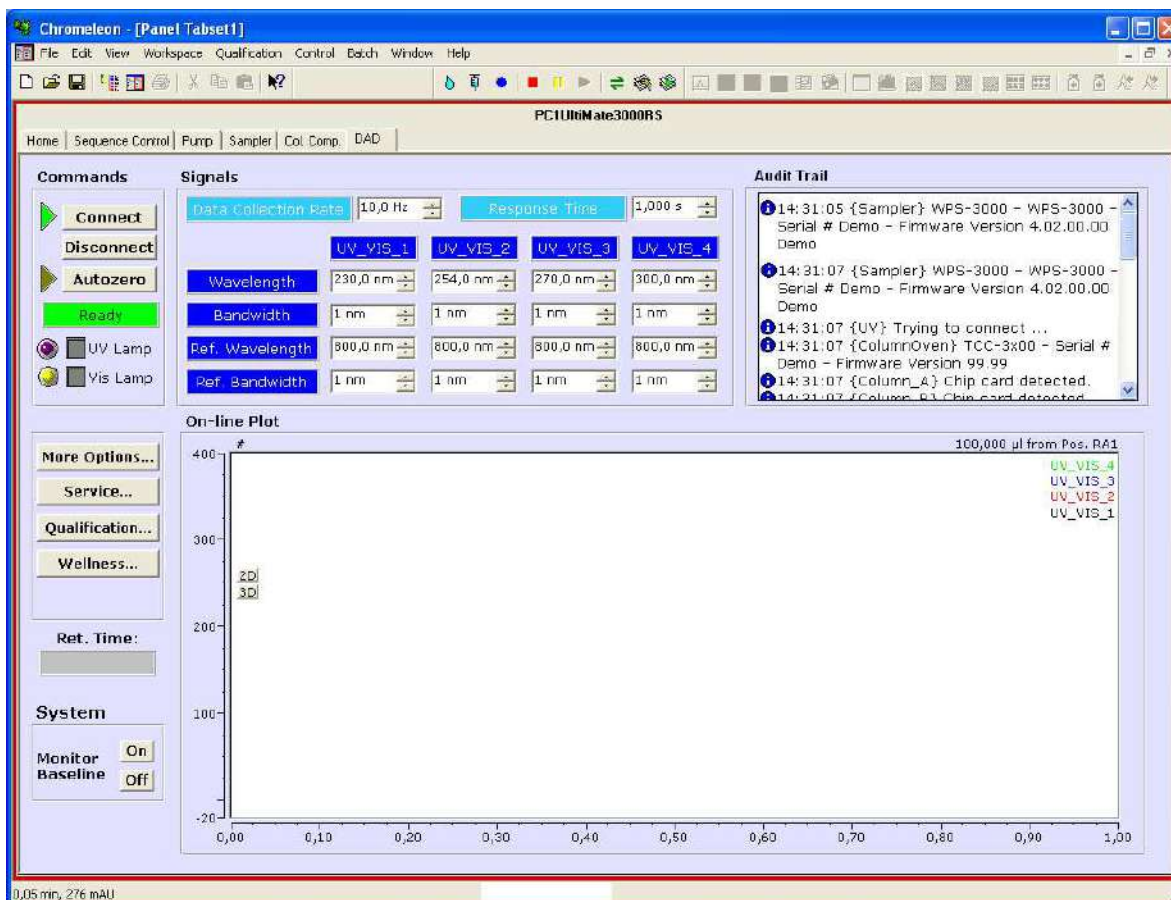 Chromeleon - [Panel Tabset1]
File Edit View Workspace Qualification Control Batch Window Help
PC1UltiMate3000RS
Home Sequence Control Pump Sampler Col. Comp. DAD
Commands
Connect
Disconnect
Autozero
Ready
UV Lamp
Vis Lamp
Signals
Data Collection Rate 10,0 Hz Response Time 1,000 s
UV_VIS_1 UV_VIS_2 UV_VIS_3 UV_VIS_4
Wavelength 230,0 nm 254,0 nm 270,0 nm 300,0 nm
Bandwidth 1 nm 1 nm 1 nm 1 nm
Ref. Wavelength 800,0 nm 800,0 nm 800,0 nm 800,0 nm
Ref. Bandwidth 1 nm 1 nm 1 nm 1 nm
Audit Trail
14:31:05 {Sampler} WPS-3000 - WPS-3000 -
Serial # Demo - Firmware Version 4.02.00.00
Demo
14:31:07 {Sampler} WPS-3000 - WPS-3000 -
Serial # Demo - Firmware Version 4.02.00.00
Demo
14:31:07 {UV} Trying to connect ...
14:31:07 {ColumnOven} TCC-3x00 - Serial #
Demo - Firmware Version 99.99
14:31:07 {Column_A} Chip card detected.
14:31:07 {Column_B} Chip card detected
More Options...
Service...
Qualification...
Wellness...
Ret. Time:
System
Monitor
Baseline
On
Off
On-line Plot
# 100,000 µl from Pos. RA1
UV_VIS_4
UV_VIS_3
UV_VIS_2
UV_VIS_1
400
300
2D
3D
200
100
-20
0,00 0,10 0,20 0,30 0,40 0,50 0,60 0,70 0,80 0,90 1,00
0,05 min, 276 mAU